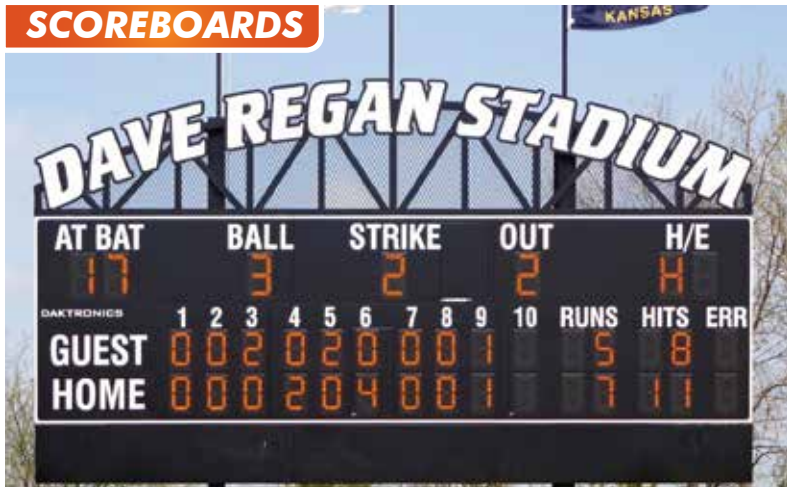 SCOREBOARDS
KANSAS
DAVE REGAN STADIUM
AT BAT BALL STRIKE OUT H/E
17 3 2 2 H
DAKTRONICS 1 2 3 4 5 6 7 8 9 10 RUNS HITS ERR
GUEST 0 0 2 0 2 0 0 0 1 5 8
HOME 0 0 0 2 0 4 0 0 1 7 11